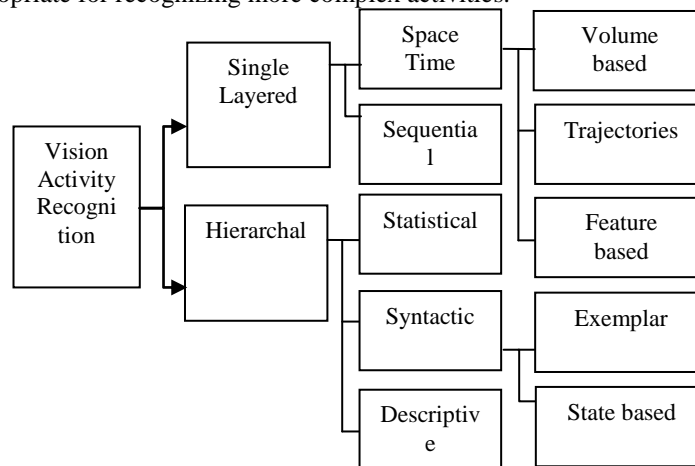 opriate for recognizing more complex activities.
Space
Time
Volume
based
Single
Layered
Sequentia
l
Trajectories
Vision
Activity
Recogni
tion
Hierarchal
Statistical
Feature
based
Syntactic
Exemplar
Descriptiv
e
State based